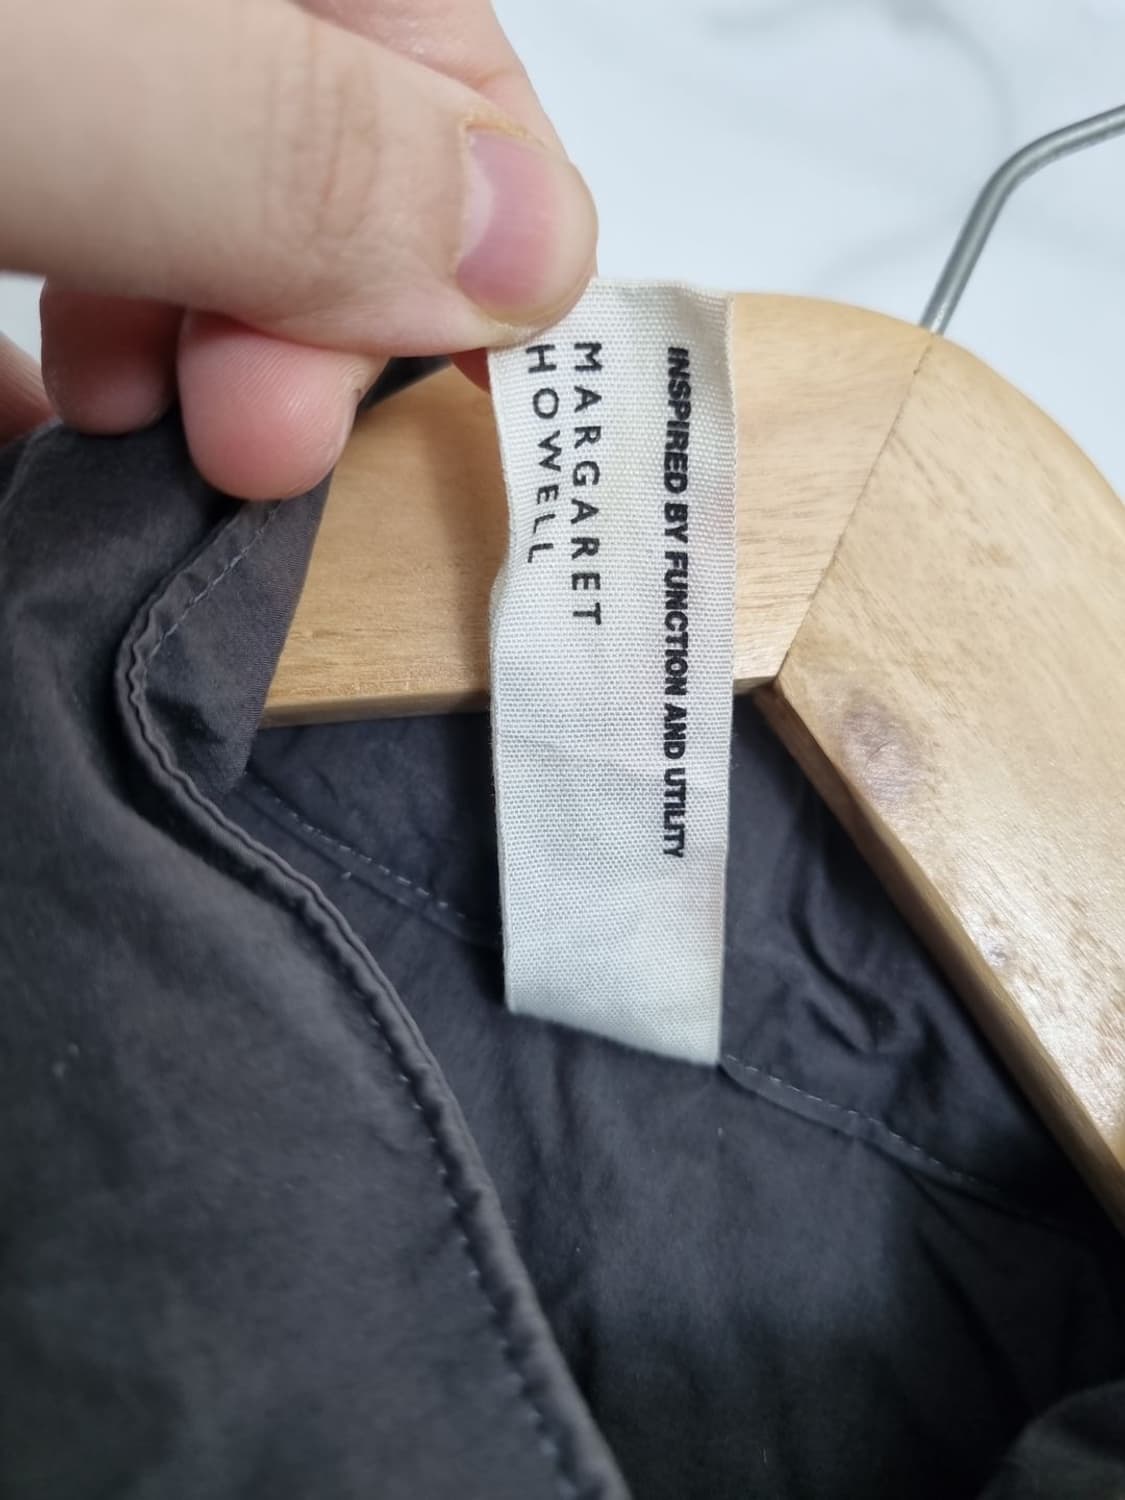 INSPIRED BY FUNCTION AND UTILITY
MARGARET
HOWELL